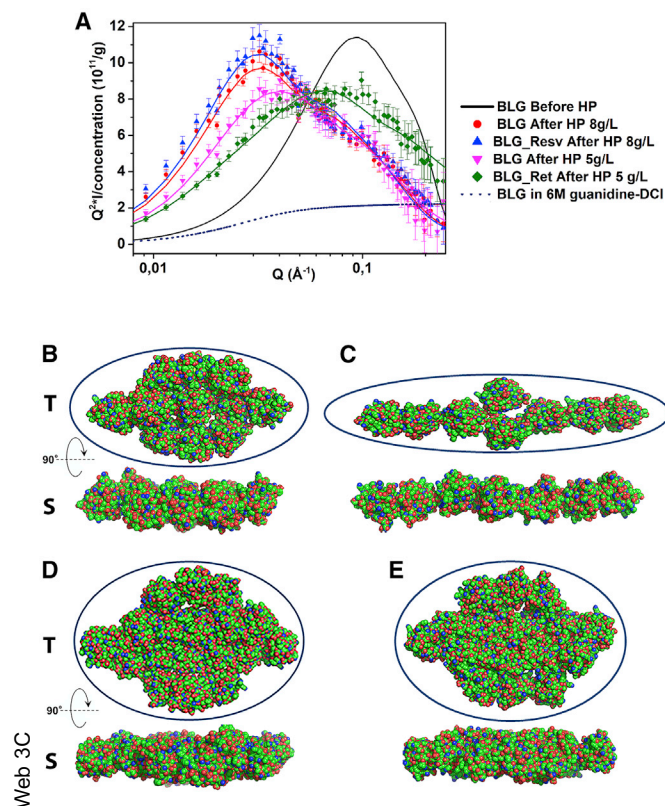 A
Q²*I/concentration (10¹¹/g)
12
10
8
6
4
2
0
0,01
0,1
Q (Å⁻¹)
BLG Before HP
BLG After HP 8g/L
BLG_Resv After HP 8g/L
BLG After HP 5g/L
BLG_Ret After HP 5 g/L
BLG in 6M guanidine-DCl
B
C
T
90°
S
D
E
T
90°
S
Web 3C